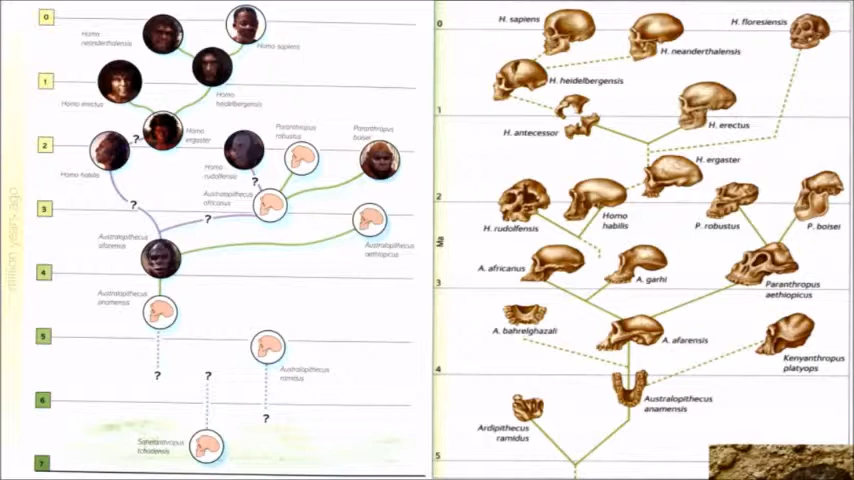 0
Homo
neanderthalensis
Homo sapiens
1
Homo erectus
Homo
heidelbergensis
2
?
Homo
ergaster
Paranthropus
robustus
Paranthropus
boisei
Homo habilis
Homo
rudolfensis
?
?
?
3
Australopithecus
africanus
Australopithecus
afarensis
Australopithecus
aethiopicus
4
Australopithecus
anamensis
5
?
?
Australopithecus
ramidus
6
?
Sahelanthropus
tchadensis
7
million years ago
H. sapiens
H. floresiensis
0
H. neanderthalensis
H. heidelbergensis
1
H. antecessor
H. erectus
H. ergaster
2
H. rudolfensis
Homo
habilis
P. robustus
P. boisei
Ma
A. africanus
A. garhi
3
Paranthropus
aethiopicus
A. bahrelghazali
A. afarensis
Kenyanthropus
platyops
4
Australopithecus
anamensis
Ardipithecus
ramidus
5